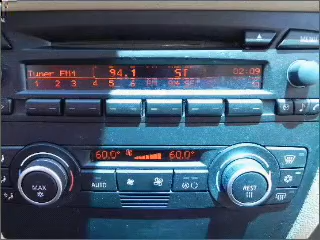 MENU
Tuner FM1 94.1 ST 02:09
1 2 3 4 5 6
60.0° 60.0°
MAX AUTO REST